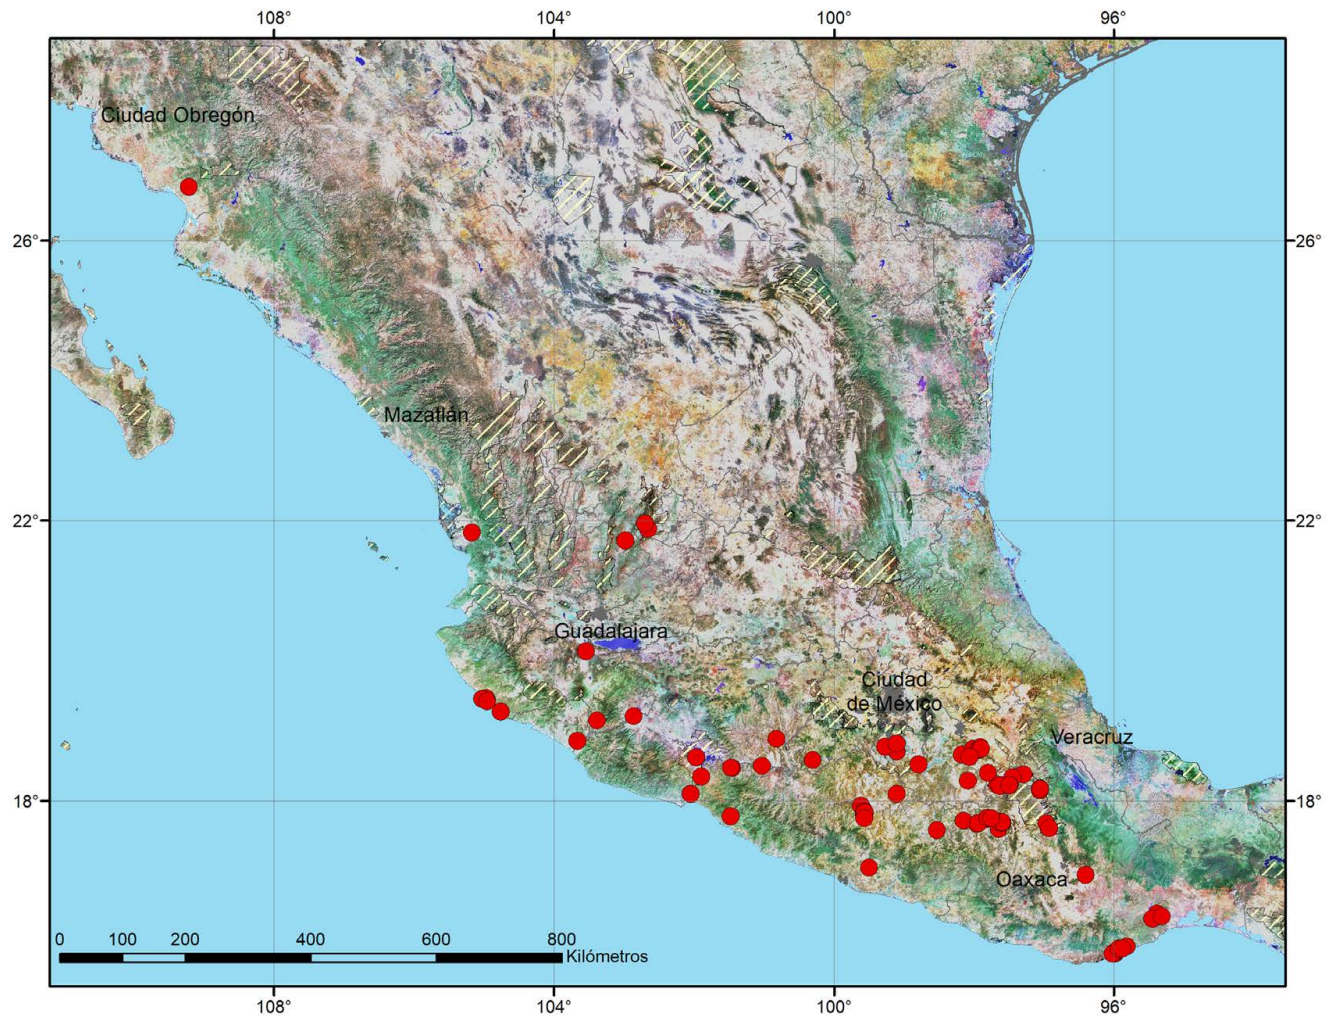 108° 104° 100° 96°
Ciudad Obregón
26° 26°
Mazatlán
22° 22°
Guadalajara
Ciudad
de México
Veracruz
18° 18°
Oaxaca
0 100 200 400 600 800
Kilómetros
108° 104° 100° 96°